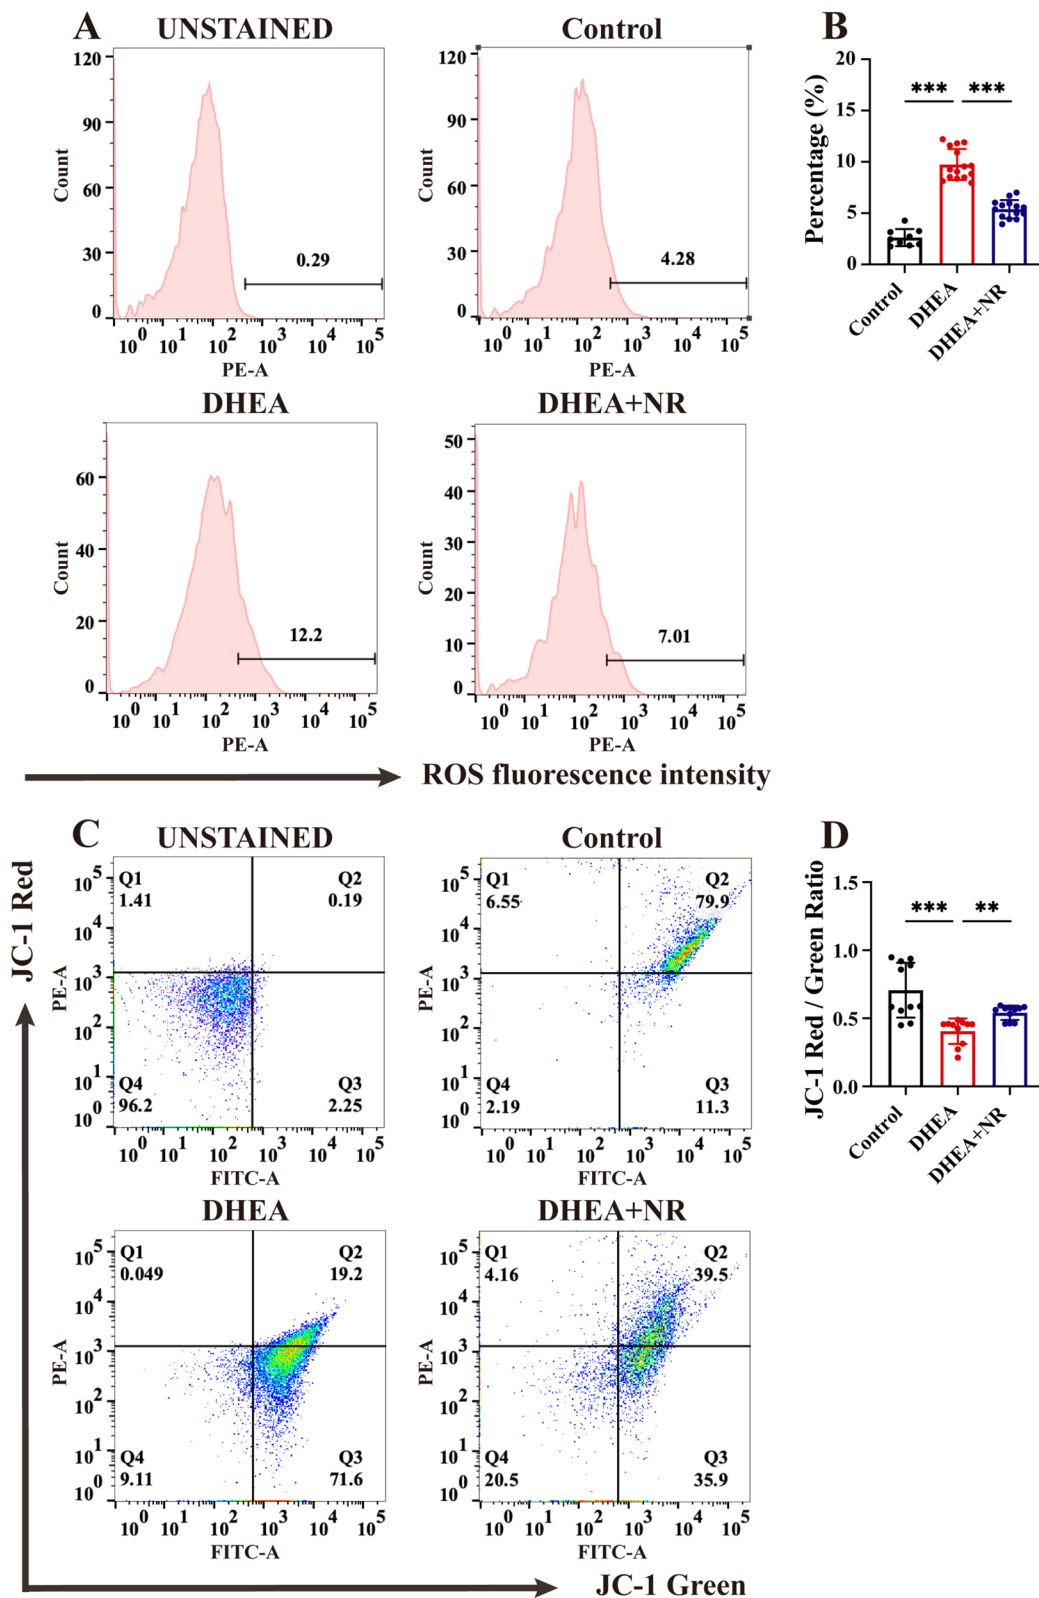 A
UNSTAINED
Control
B
120
90
60
30
0
Count
0.29
10^0 10^1 10^2 10^3 10^4 10^5
PE-A
120
90
60
30
0
Count
4.28
10^0 10^1 10^2 10^3 10^4 10^5
PE-A
20
15
10
5
0
Percentage (%)
*** ***
Control
DHEA
DHEA+NR
DHEA
DHEA+NR
60
40
20
0
Count
12.2
10^0 10^1 10^2 10^3 10^4 10^5
PE-A
50
40
30
20
10
0
Count
7.01
10^0 10^1 10^2 10^3 10^4 10^5
PE-A
ROS fluorescence intensity
C
UNSTAINED
Control
D
JC-1 Red
10^5
10^4
10^3
10^2
10^1
0
10
PE-A
Q1
1.41
Q2
0.19
Q4
96.2
Q3
2.25
10^0 10^1 10^2 10^3 10^4 10^5
FITC-A
10^5
10^4
10^3
10^2
10^1
0
10
PE-A
Q1
6.55
Q2
79.9
Q4
2.19
Q3
11.3
10^0 10^1 10^2 10^3 10^4 10^5
FITC-A
1.5
1.0
0.5
0.0
JC-1 Red / Green Ratio
*** **
Control
DHEA
DHEA+NR
DHEA
DHEA+NR
10^5
10^4
10^3
10^2
10^1
0
10
PE-A
Q1
0.049
Q2
19.2
Q4
9.11
Q3
71.6
10^0 10^1 10^2 10^3 10^4 10^5
FITC-A
10^5
10^4
10^3
10^2
10^1
0
10
PE-A
Q1
4.16
Q2
39.5
Q4
20.5
Q3
35.9
10^0 10^1 10^2 10^3 10^4 10^5
FITC-A
JC-1 Green